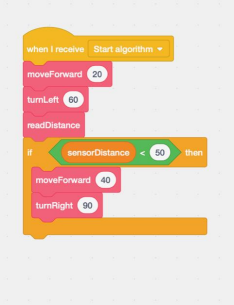 when I receive Start algorithm
moveForward 20
turnLeft 60
readDistance
if sensorDistance < 50 then
moveForward 40
turnRight 90